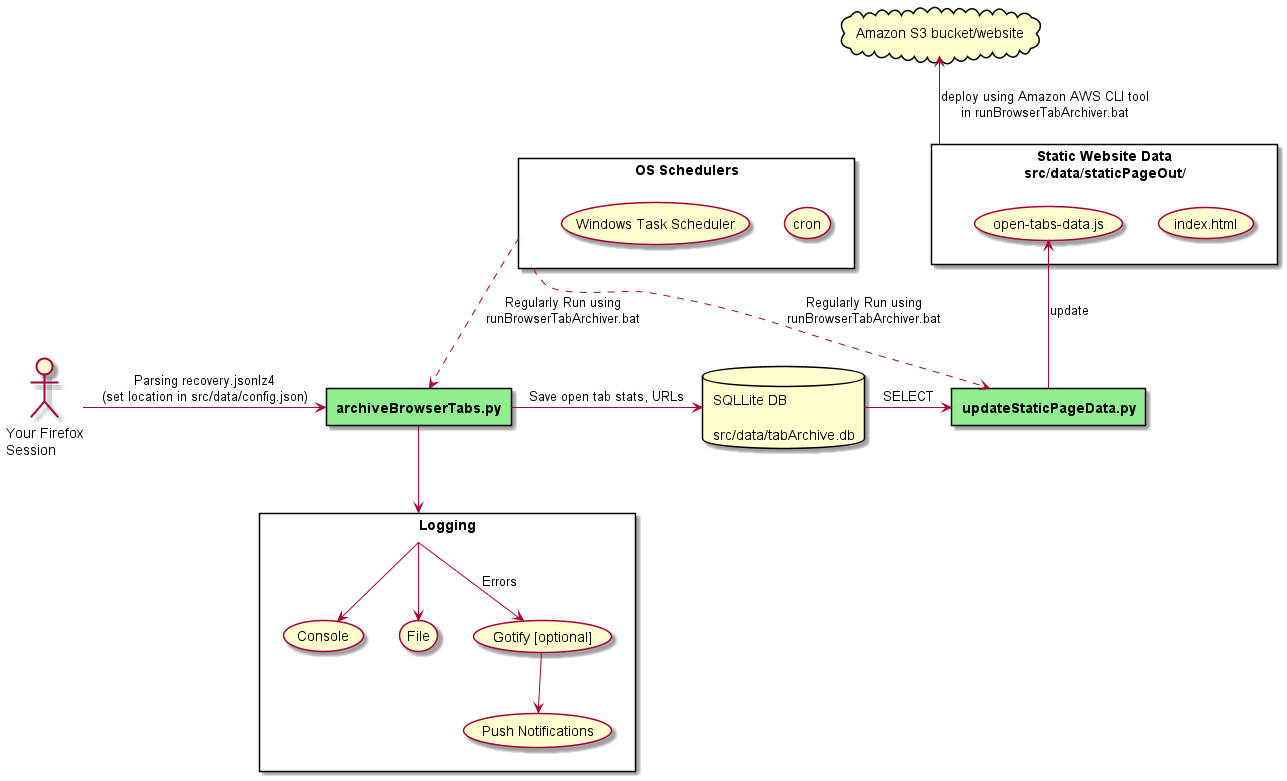 Amazon S3 bucket/website
deploy using Amazon AWS CLI tool
in runBrowserTabArchiver.bat
Static Website Data
src/data/staticPageOut/
open-tabs-data.js
index.html
OS Schedulers
Windows Task Scheduler
cron
Regularly Run using
runBrowserTabArchiver.bat
Regularly Run using
runBrowserTabArchiver.bat
update
Your Firefox
Session
Parsing recovery.jsonlz4
(set location in src/data/config.json)
archiveBrowserTabs.py
Save open tab stats, URLs
SQLLite DB
src/data/tabArchive.db
SELECT
updateStaticPageData.py
Logging
Errors
Console
File
Gotify [optional]
Push Notifications